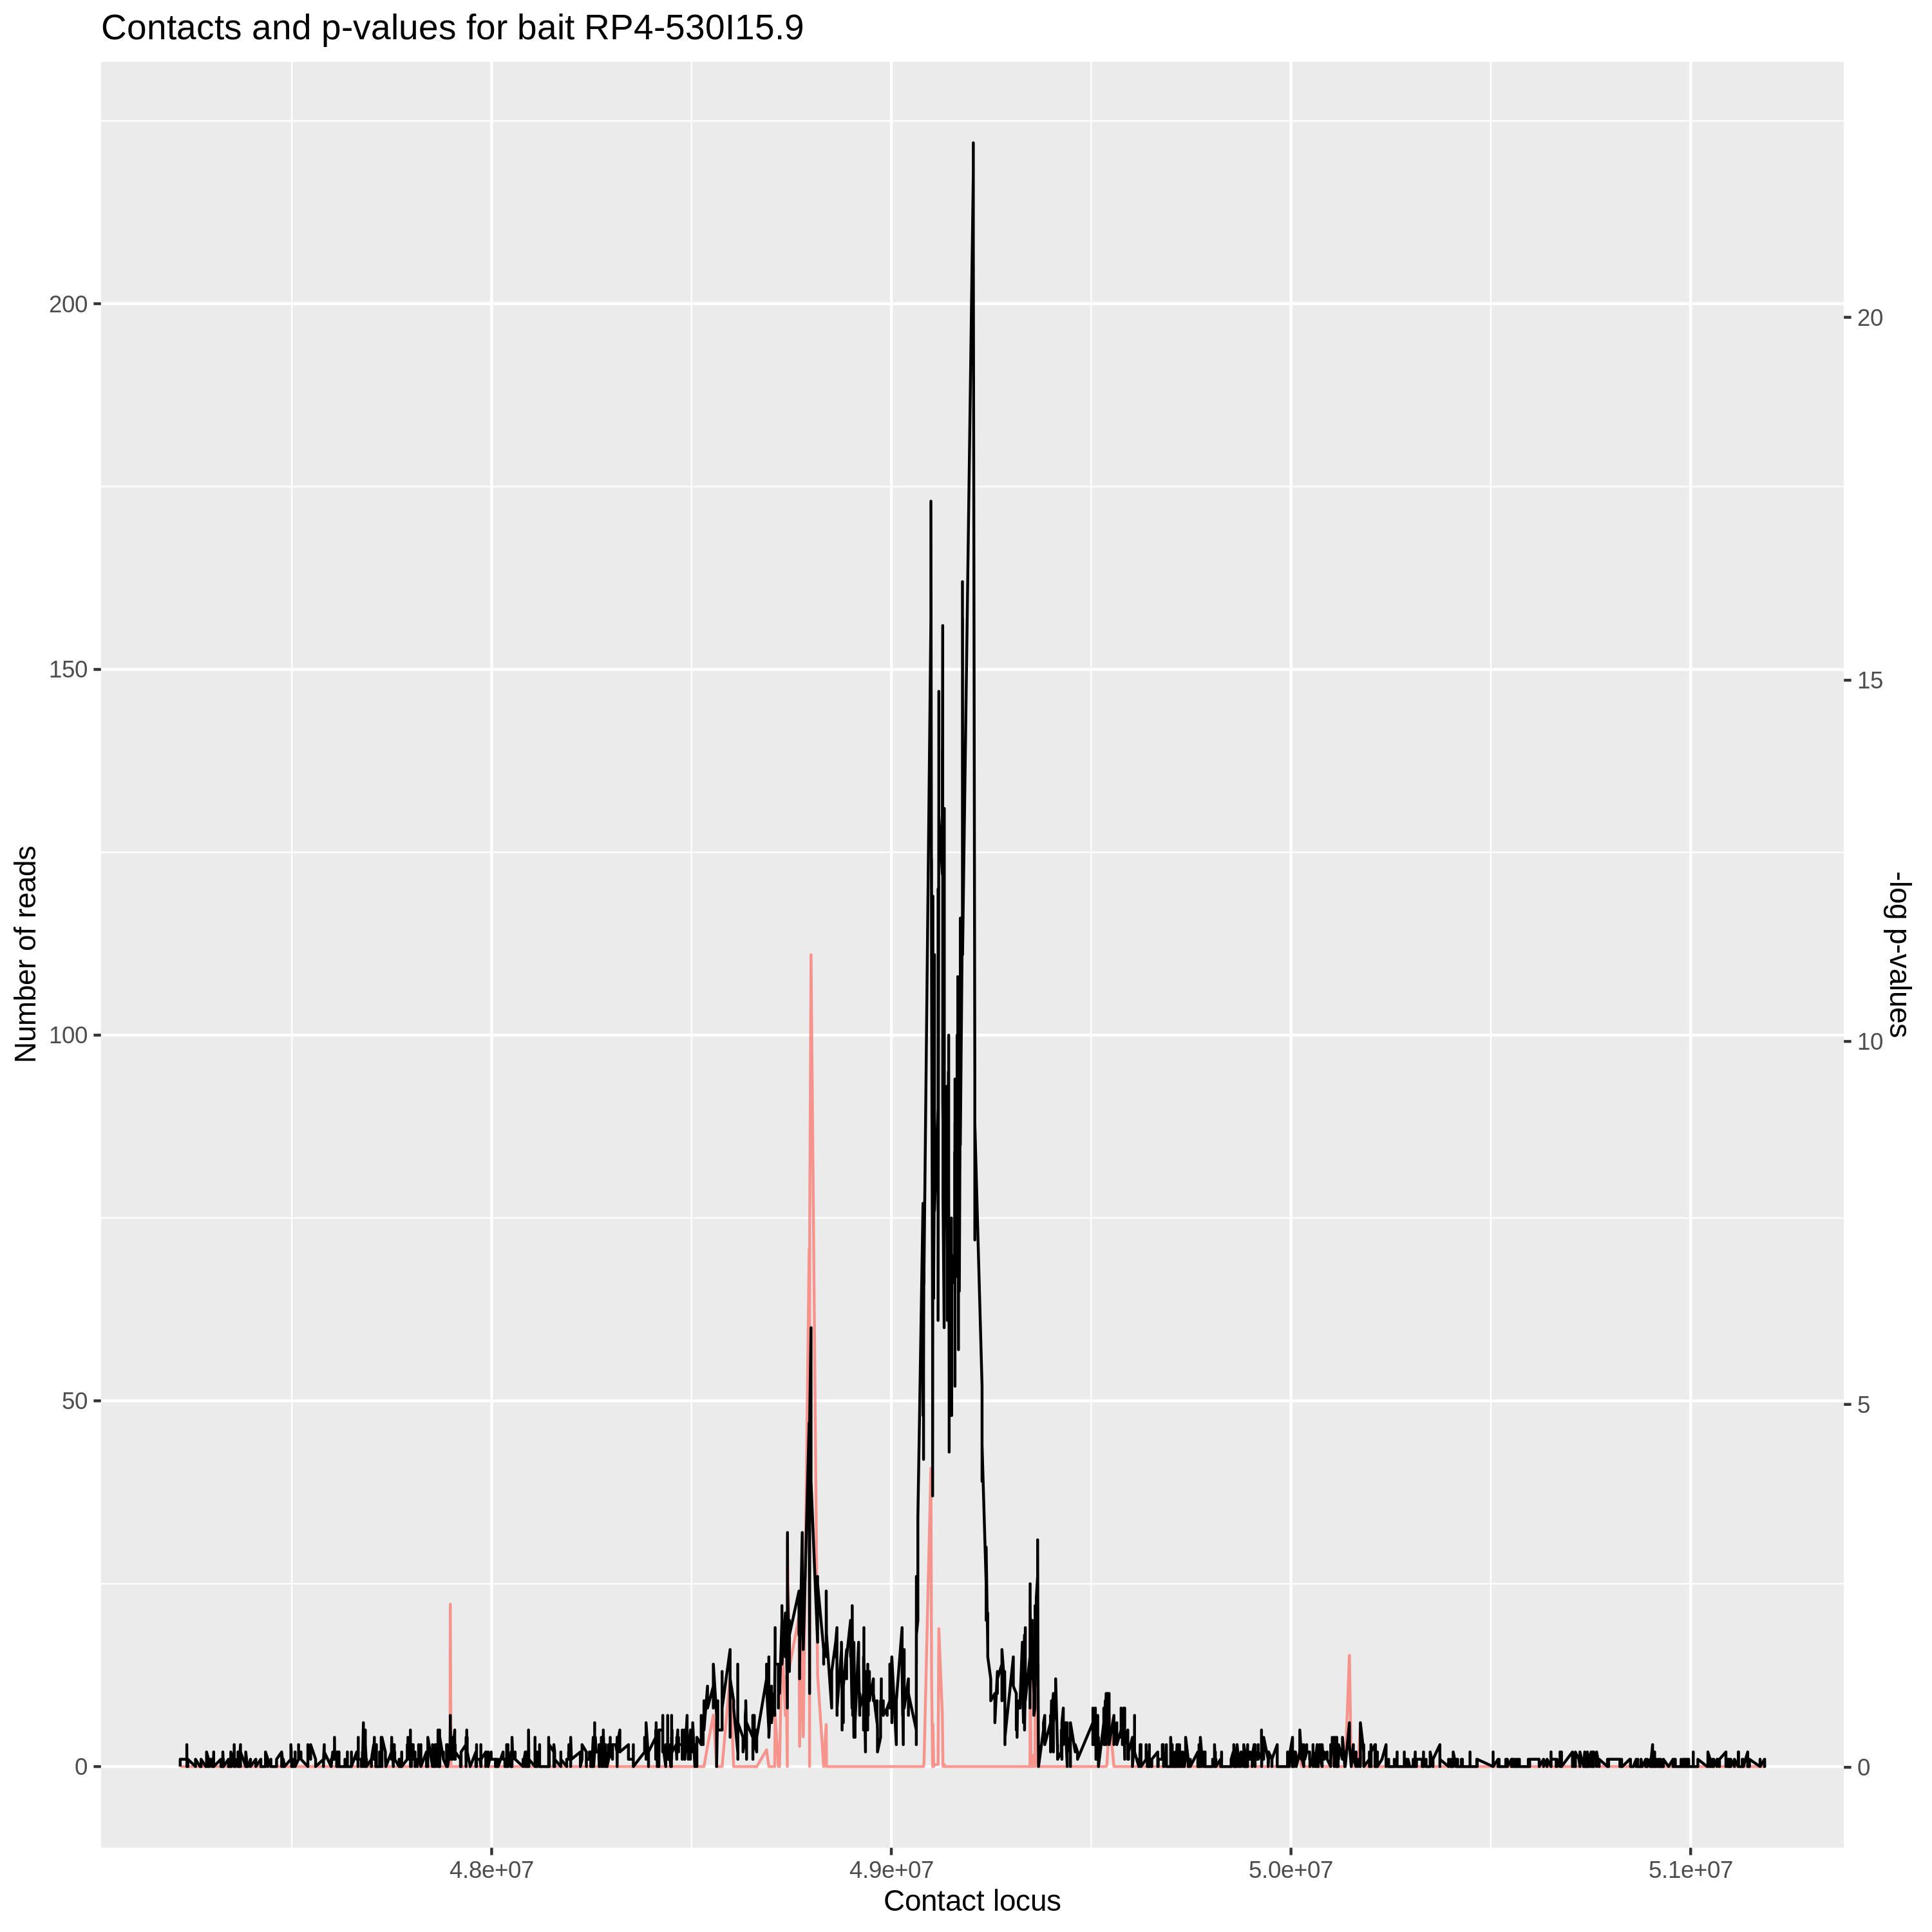 Contacts and p-values for bait RP4-530I15.9
200
150
100
50
0
Number of reads
20
15
10
5
0
-log p-values
4.8e+07
4.9e+07
5.0e+07
5.1e+07
Contact locus